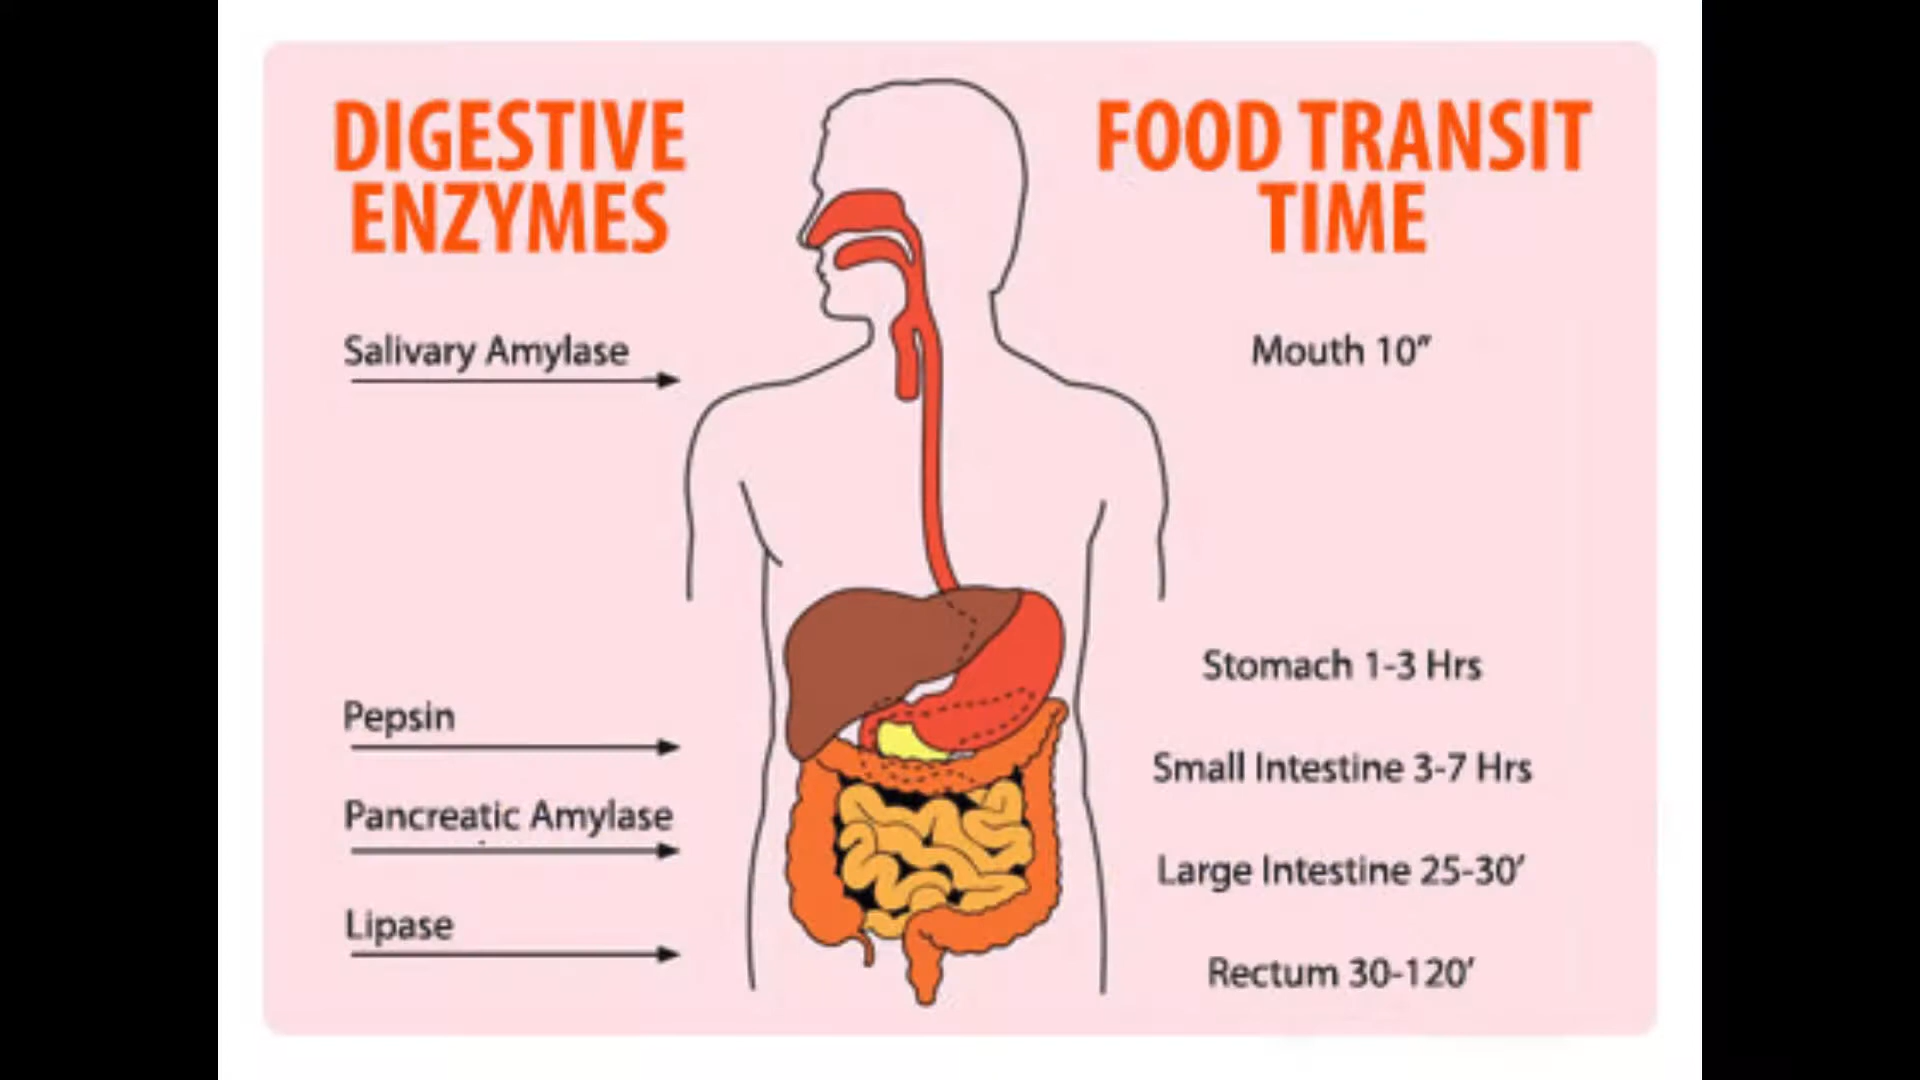 DIGESTIVE
ENZYMES
Salivary Amylase
Pepsin
Pancreatic Amylase
Lipase
FOOD TRANSIT
TIME
Mouth 10″
Stomach 1-3 Hrs
Small Intestine 3-7 Hrs
Large Intestine 25-30′
Rectum 30-120′